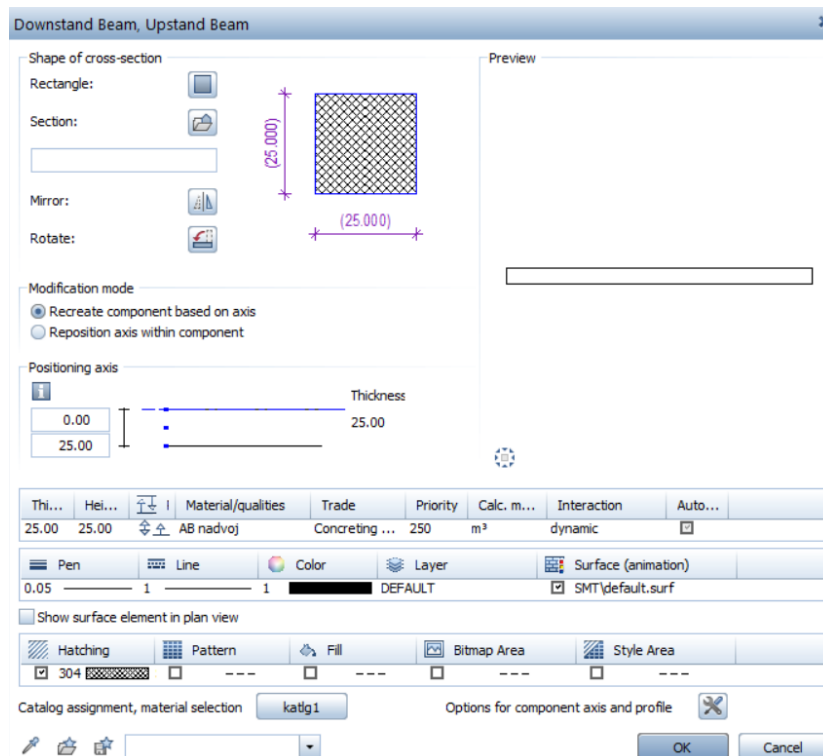 Downstand Beam, Upstand Beam
Shape of cross-section
Rectangle:
Section:
(25.000)
(25.000)
Mirror:
Rotate:
Preview
Modification mode
Recreate component based on axis
Reposition axis within component
Positioning axis
i
Thickness
0.00
25.00
25.00
Thi... Hei... I Material/qualities Trade Priority Calc. m... Interaction Auto...
25.00 25.00 AB nadvoj Concreting ... 250 m³ dynamic
Pen Line Color Layer Surface (animation)
0.05 1 1 DEFAULT SMT\default.surf
Show surface element in plan view
Hatching Pattern Fill Bitmap Area Style Area
304 --- --- --- ---
Catalog assignment, material selection katlg1 Options for component axis and profile
OK Cancel